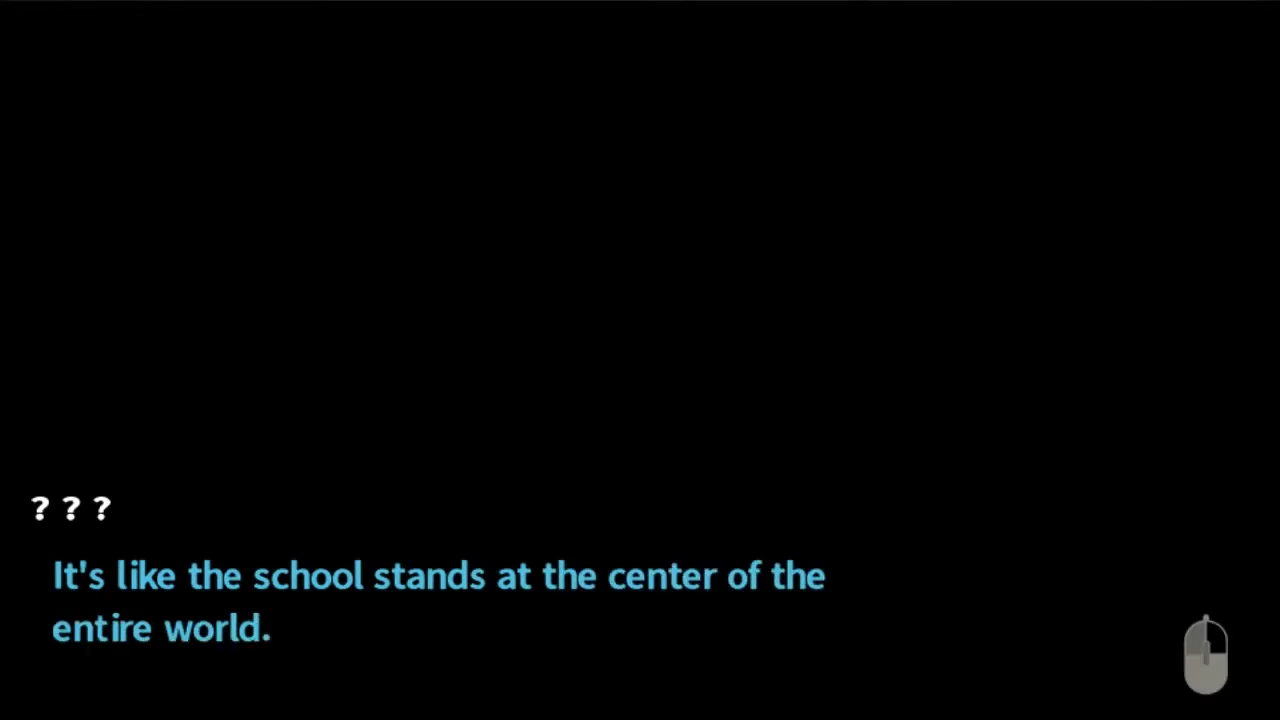 ? ? ?
It's like the school stands at the center of the
entire world.